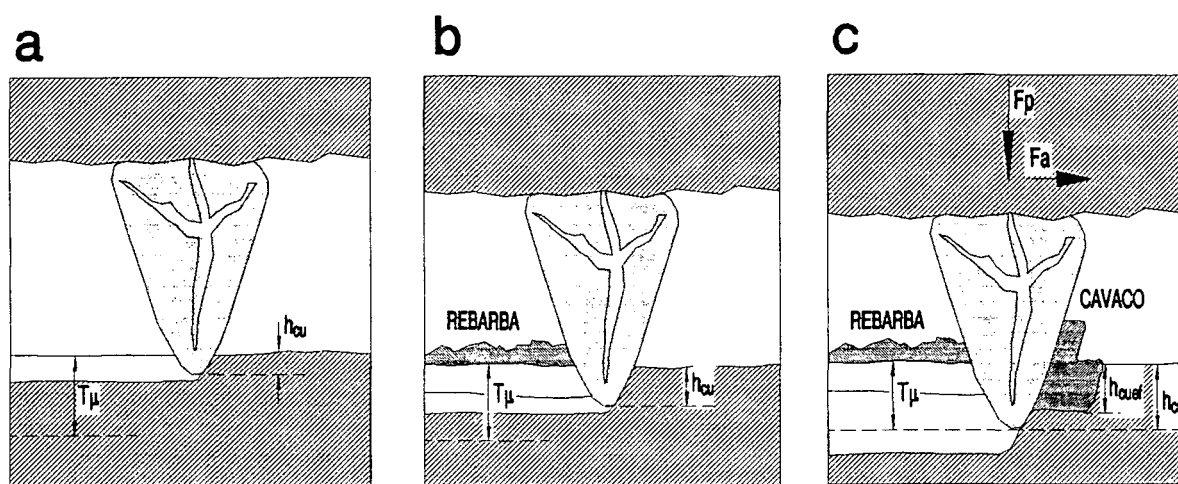 a
hcu
Tμ
b
REBARBA
Tμ
hcu
c
Fp
Fa
CAVACO
REBARBA
Tμ
hcuef
hc